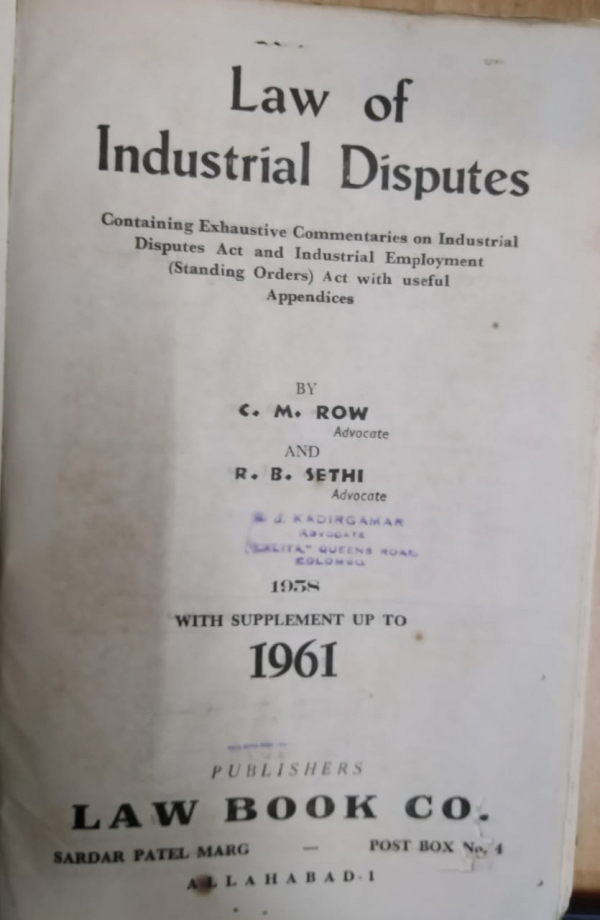 Law of
Industrial Disputes
Containing Exhaustive Commentaries on Industrial
Disputes Act and Industrial Employment
(Standing Orders) Act with useful
Appendices
BY
C. M. ROW
Advocate
AND
R. B. SETHI
Advocate
J. KADIRGAMAR
ADVOCATE
"LALITA," QUEENS ROAD,
COLOMBO.
1958
WITH SUPPLEMENT UP TO
1961
PUBLISHERS
LAW BOOK CO.
SARDAR PATEL MARG — POST BOX No. 4
ALLAHABAD-1